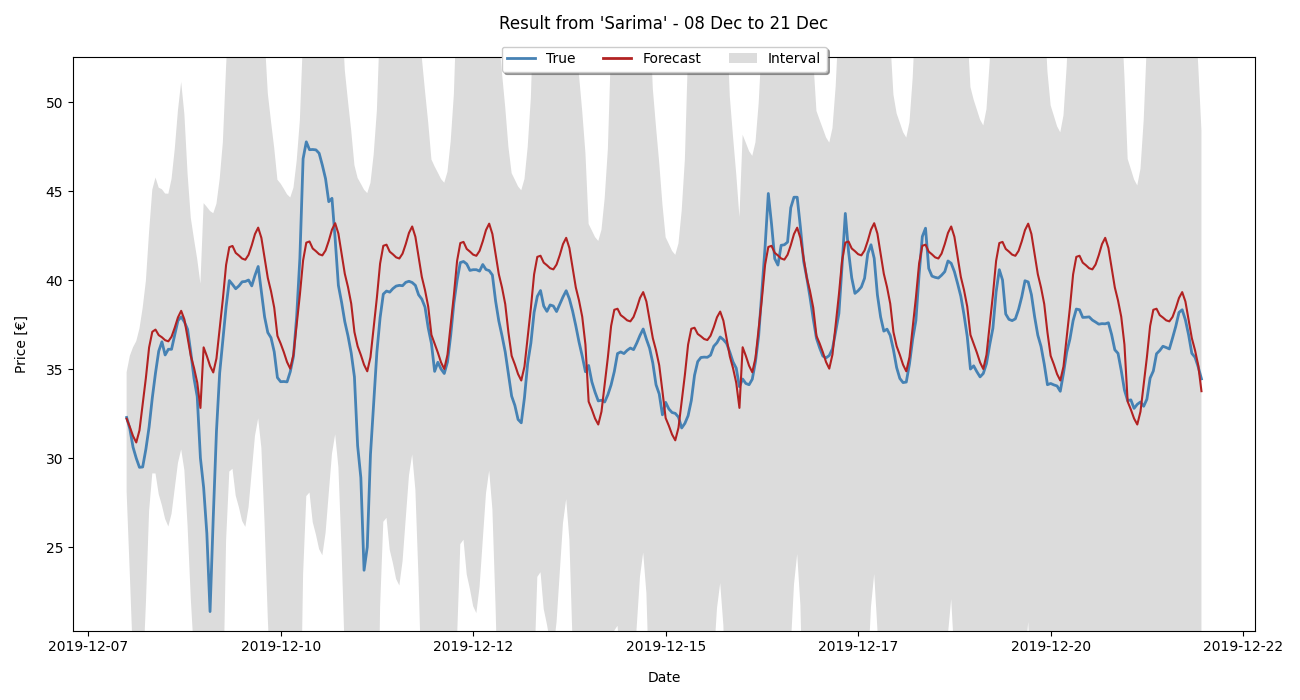 Result from 'Sarima' - 08 Dec to 21 Dec
True Forecast Interval
50
45
40
35
30
25
Price [€]
2019-12-07 2019-12-10 2019-12-12 2019-12-15 2019-12-17 2019-12-20 2019-12-22
Date